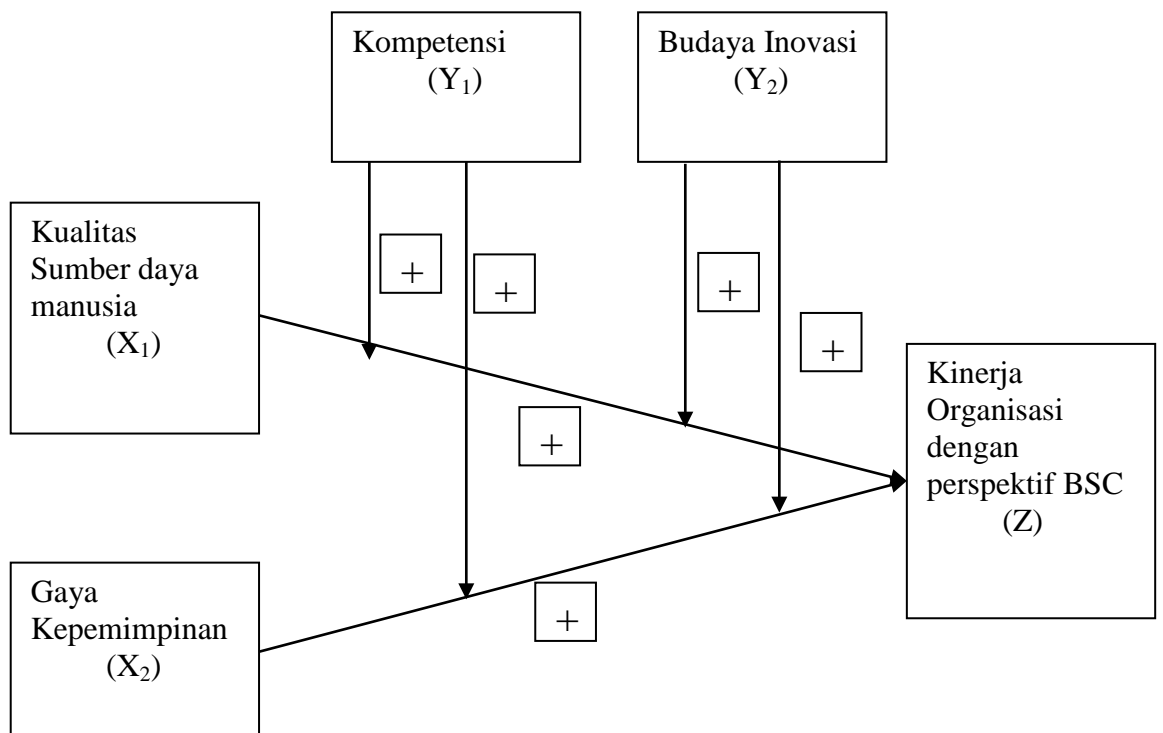 Kompetensi
(Y₁)
Budaya Inovasi
(Y₂)
Kualitas
Sumber daya
manusia
(X₁)
+
+
+
+
+
Kinerja
Organisasi
dengan
perspektif BSC
(Z)
Gaya
Kepemimpinan
(X₂)
+